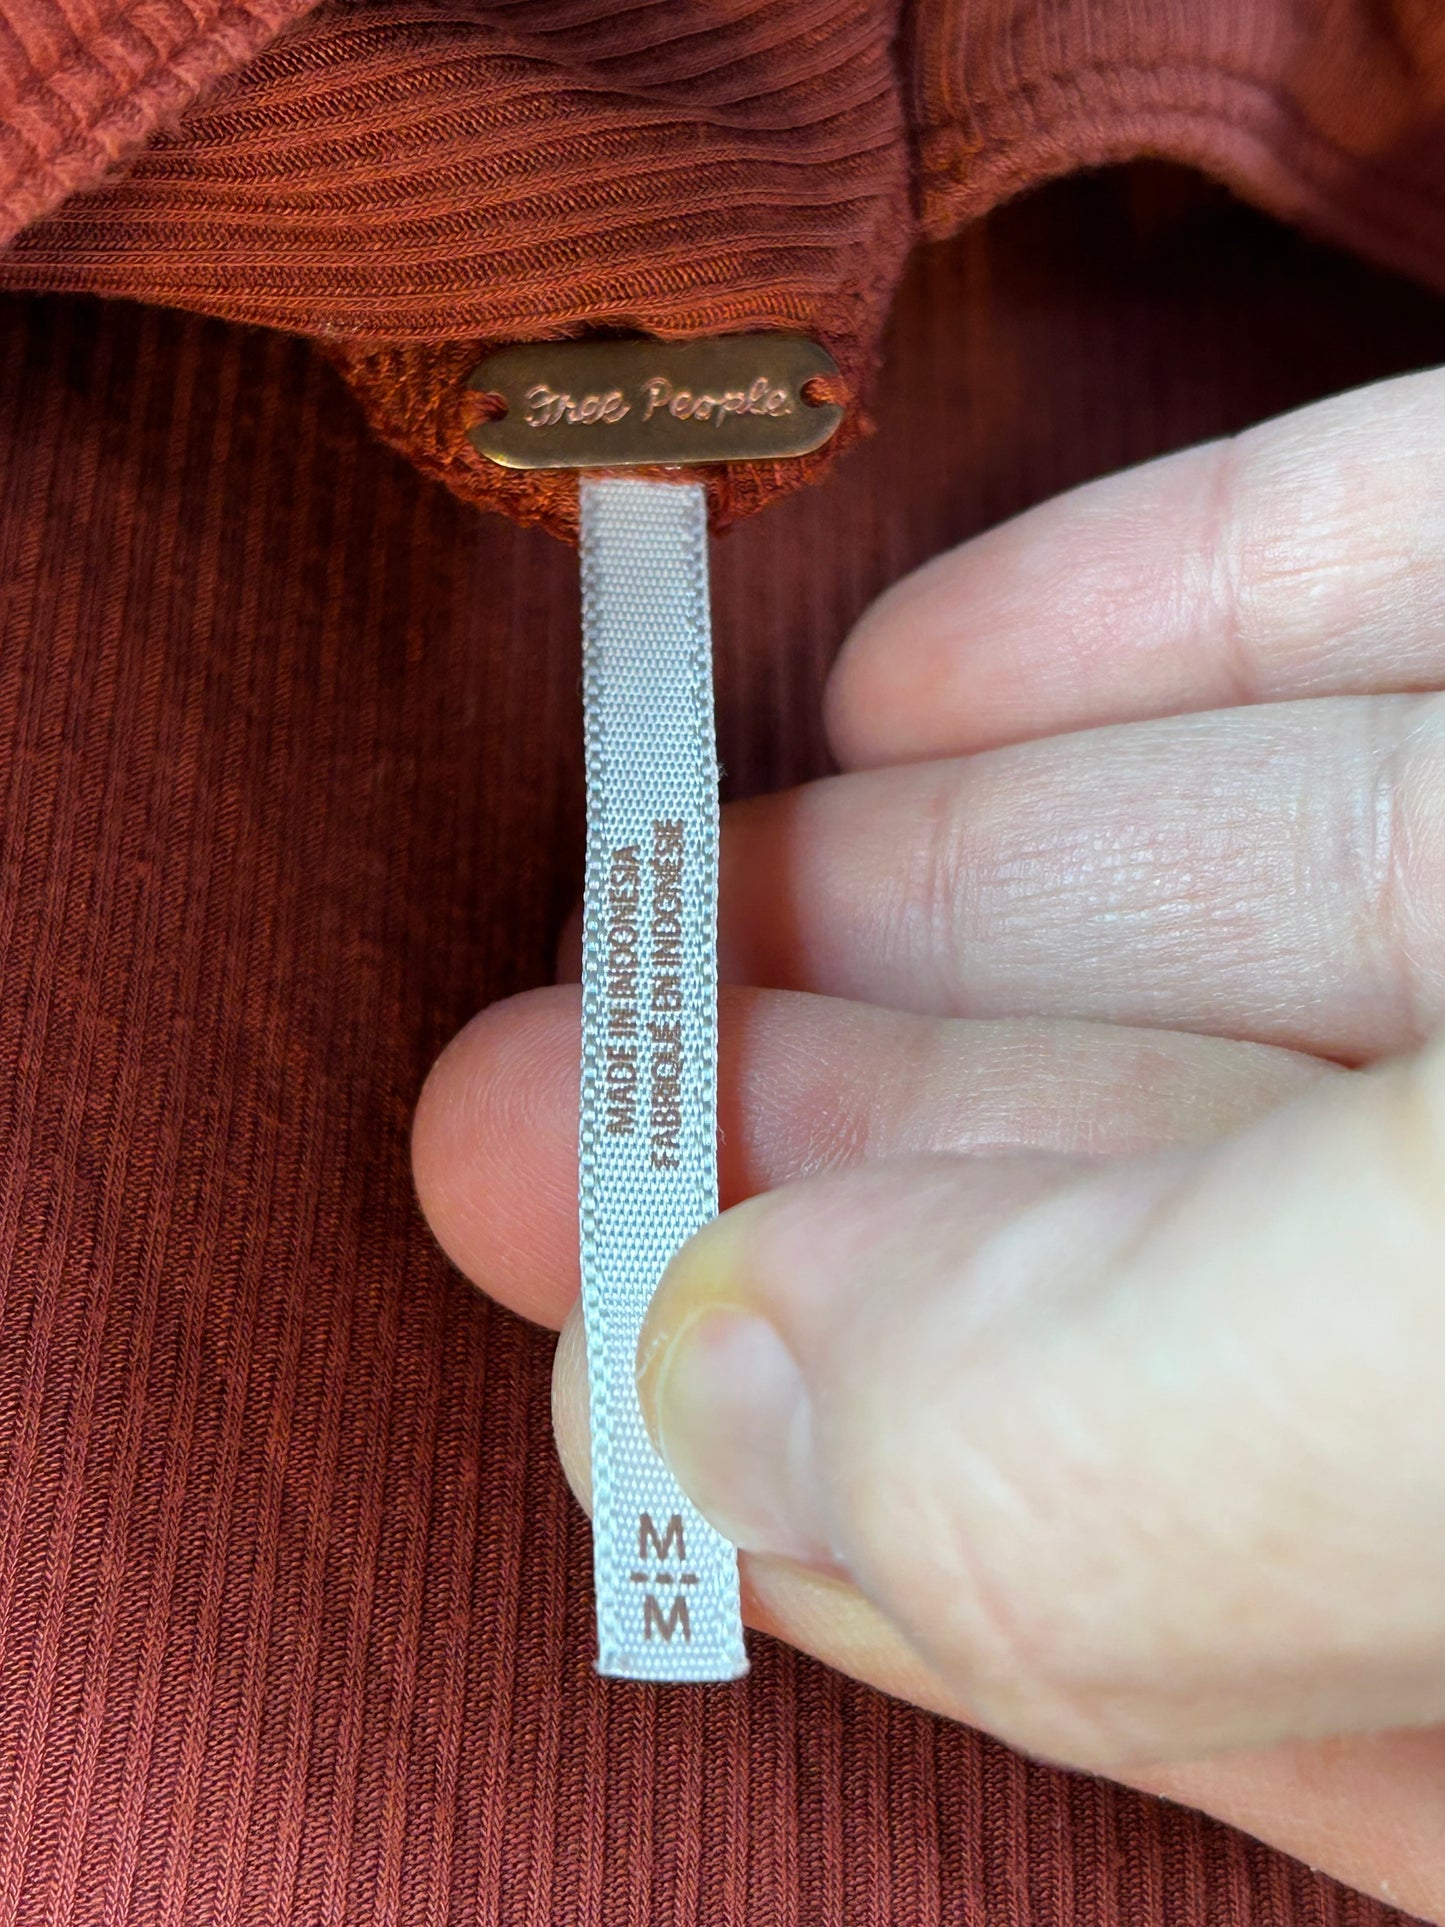 Free People
MADE IN INDONESIA
FABRIQUÉ EN INDONÉSIE
M
M